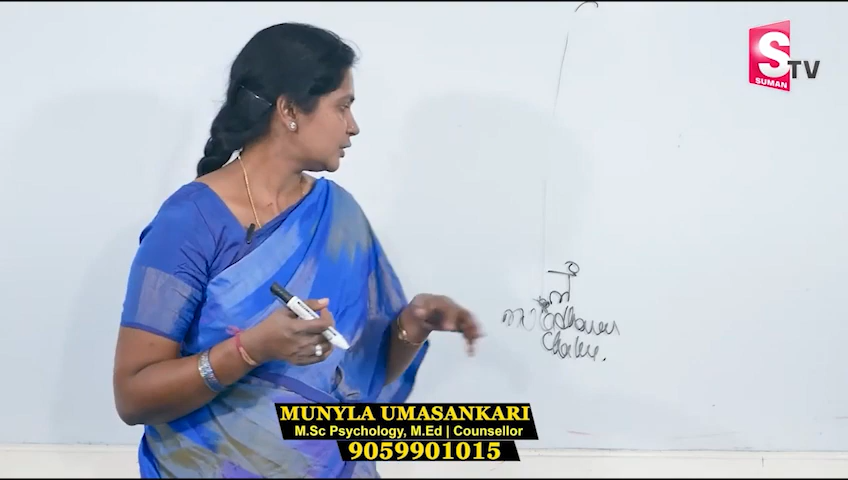 S
TV
SUMAN
MUNYLA UMASANKARI
M.Sc Psychology, M.Ed | Counsellor
9059901015